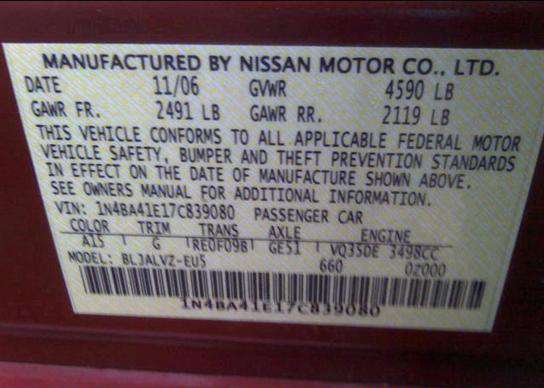 MANUFACTURED BY NISSAN MOTOR CO., LTD.
DATE 11/06 GVWR 4590 LB
GAWR FR. 2491 LB GAWR RR. 2119 LB
THIS VEHICLE CONFORMS TO ALL APPLICABLE FEDERAL MOTOR
VEHICLE SAFETY, BUMPER AND THEFT PREVENTION STANDARDS
IN EFFECT ON THE DATE OF MANUFACTURE SHOWN ABOVE.
SEE OWNERS MANUAL FOR ADDITIONAL INFORMATION.
VIN: 1N4BA41E17C839080 PASSENGER CAR
COLOR TRIM TRANS AXLE ENGINE
A15 G RE0F09B GE51 VQ35DE 3498CC
MODEL: BLJALVZ-EU5 660 02000
1N4BA41E17C839080